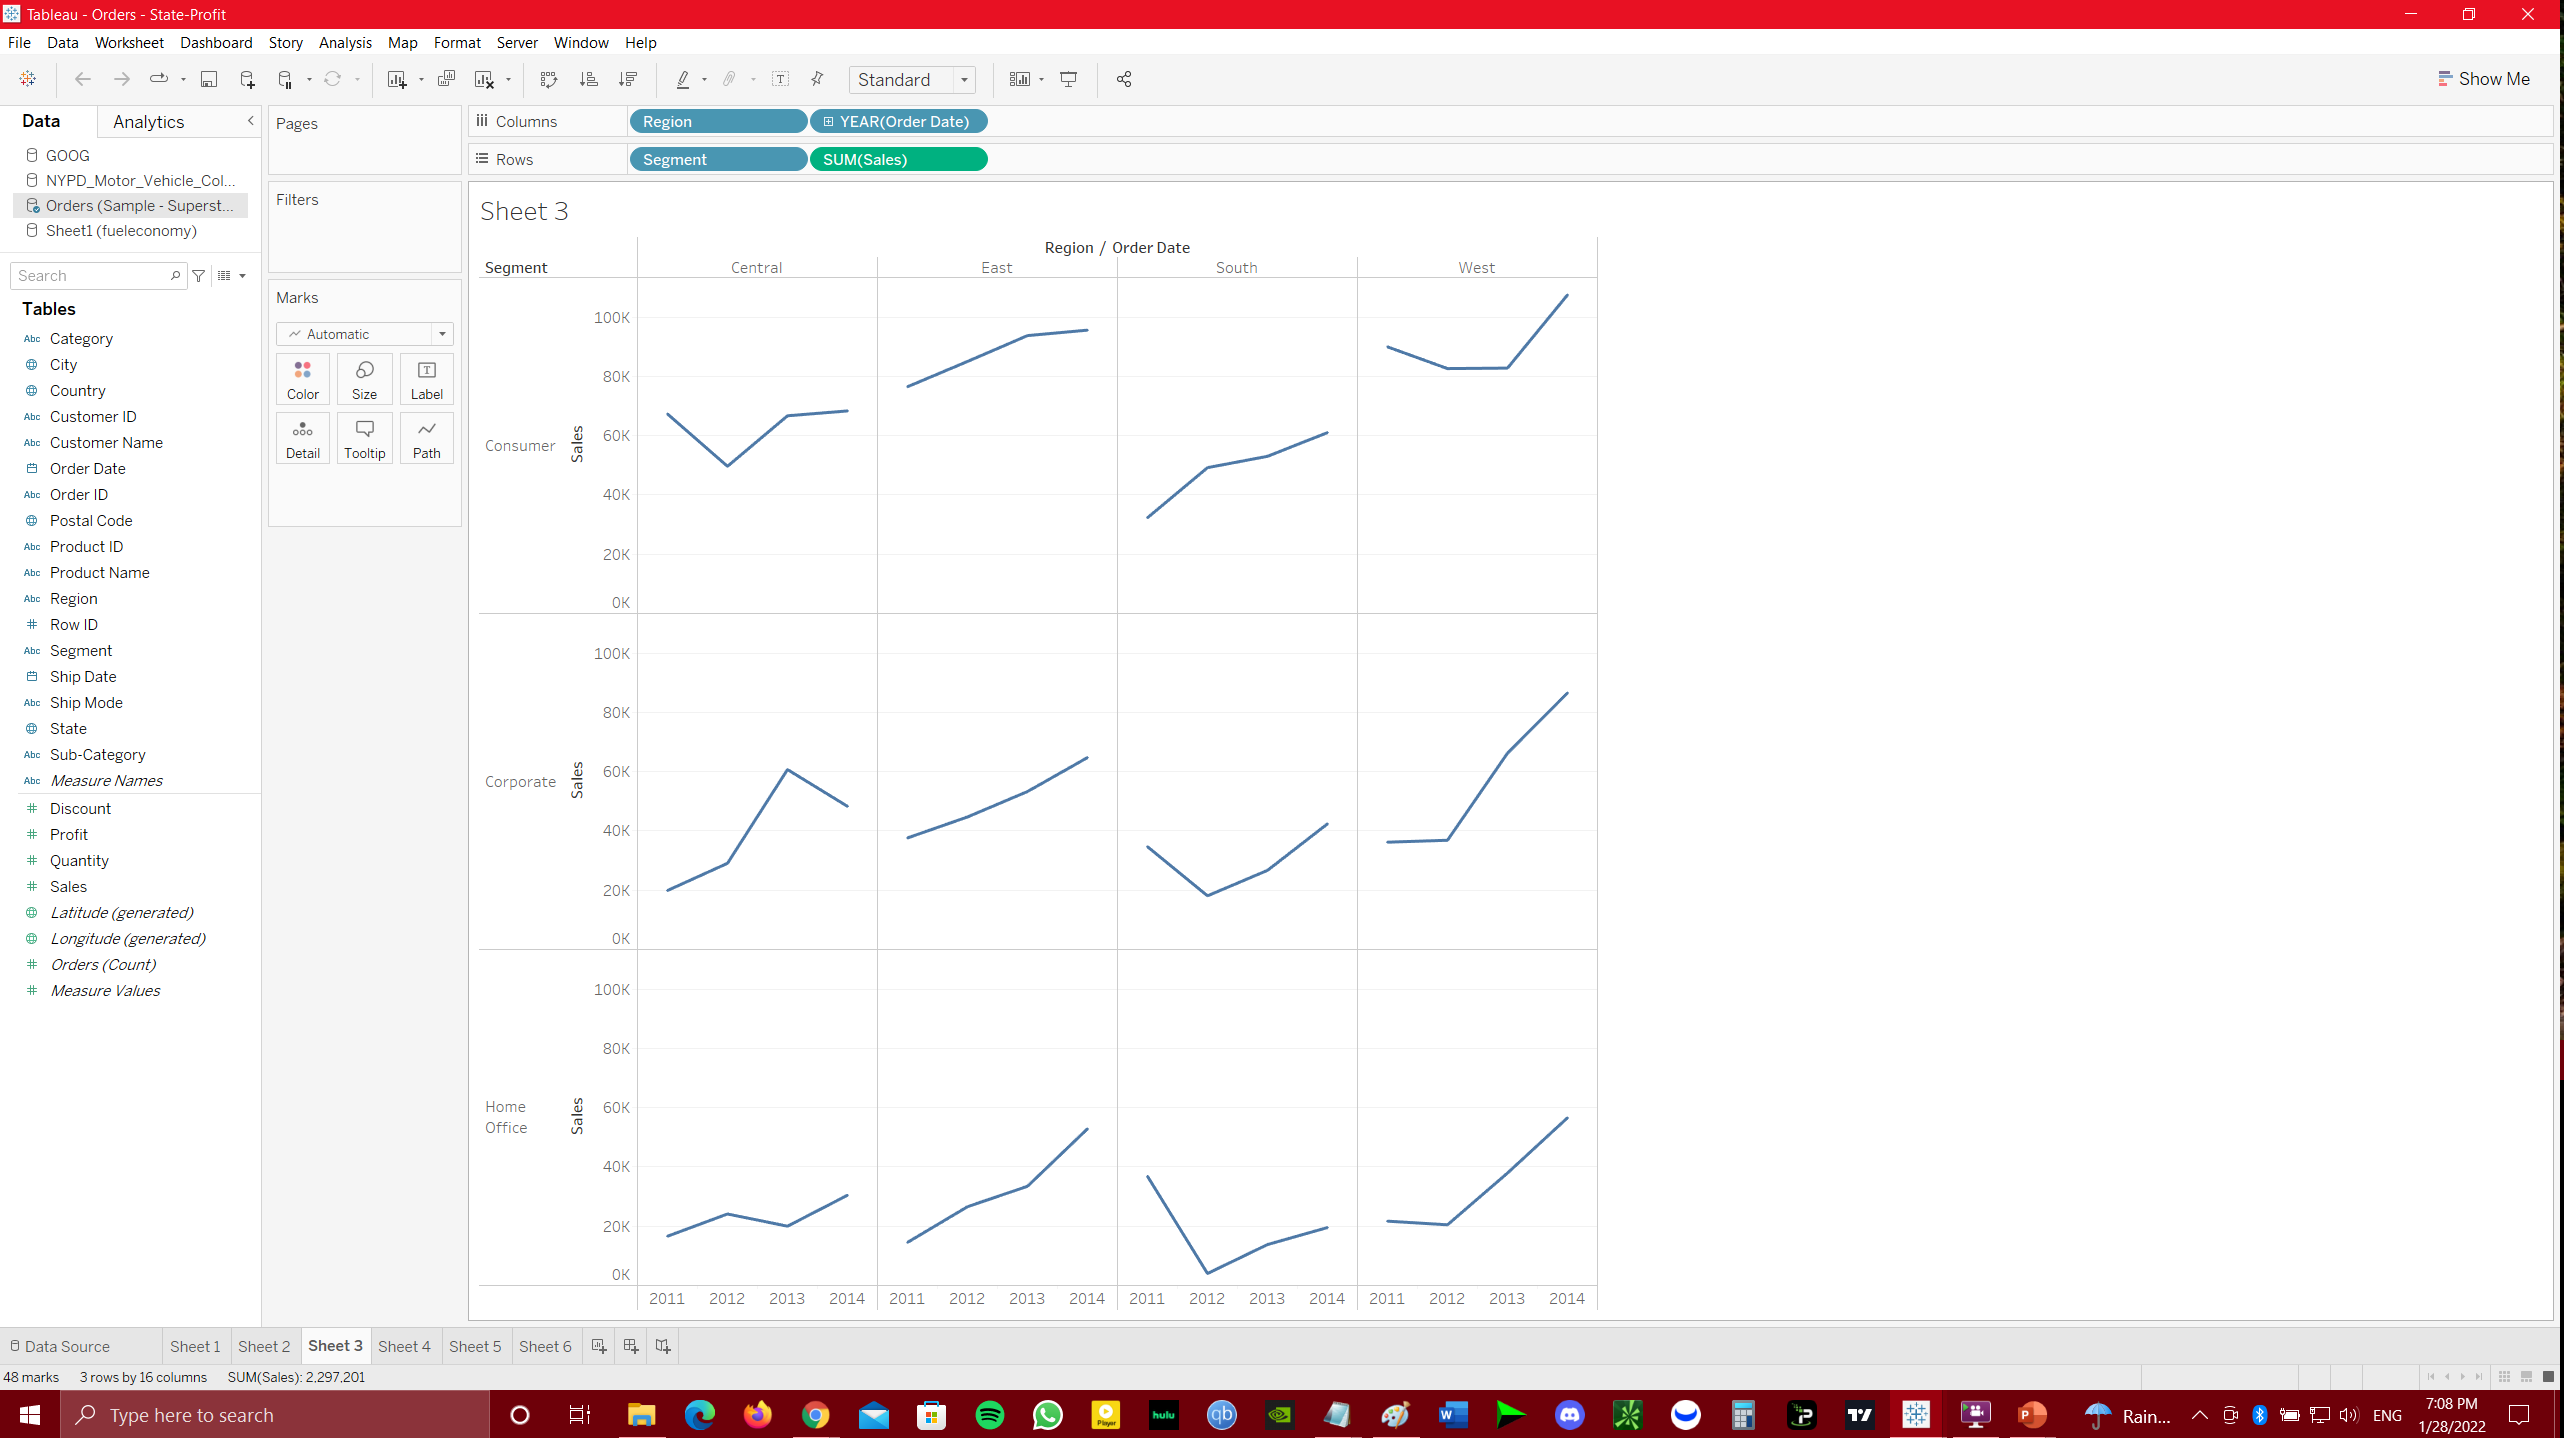 Tableau - Orders - State-Profit
File Data Worksheet Dashboard Story Analysis Map Format Server Window Help
Standard
Show Me
Data Analytics
GOOG
NYPD_Motor_Vehicle_Col...
Orders (Sample - Superst...
Sheet1 (fueleconomy)
Search
Tables
Abc Category
City
Country
Abc Customer ID
Abc Customer Name
Order Date
Abc Order ID
Postal Code
Abc Product ID
Abc Product Name
Abc Region
# Row ID
Abc Segment
Ship Date
Abc Ship Mode
State
Abc Sub-Category
Abc Measure Names
# Discount
# Profit
# Quantity
# Sales
Latitude (generated)
Longitude (generated)
# Orders (Count)
# Measure Values
Pages
Filters
Marks
Automatic
Color Size Label
Detail Tooltip Path
Columns Region YEAR(Order Date)
Rows Segment SUM(Sales)
Sheet 3
Region / Order Date
Segment Central East South West
Consumer
Sales
100K
80K
60K
40K
20K
0K
Corporate
Sales
100K
80K
60K
40K
20K
0K
Home
Office
Sales
100K
80K
60K
40K
20K
0K
2011 2012 2013 2014 2011 2012 2013 2014 2011 2012 2013 2014 2011 2012 2013 2014
Data Source Sheet 1 Sheet 2 Sheet 3 Sheet 4 Sheet 5 Sheet 6
48 marks 3 rows by 16 columns SUM(Sales): 2,297,201
Type here to search
Player
hulu
qb
W
P
Rain...
ENG
7:08 PM
1/28/2022